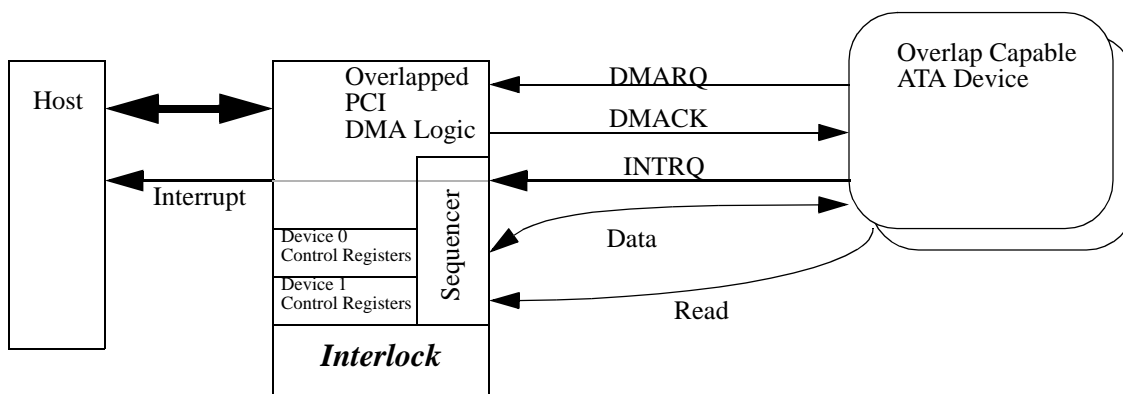 Host
Interrupt
Overlapped
PCI
DMA Logic
Device 0
Control Registers
Device 1
Control Registers
Sequencer
Interlock
DMARQ
DMACK
INTRQ
Data
Read
Overlap Capable
ATA Device